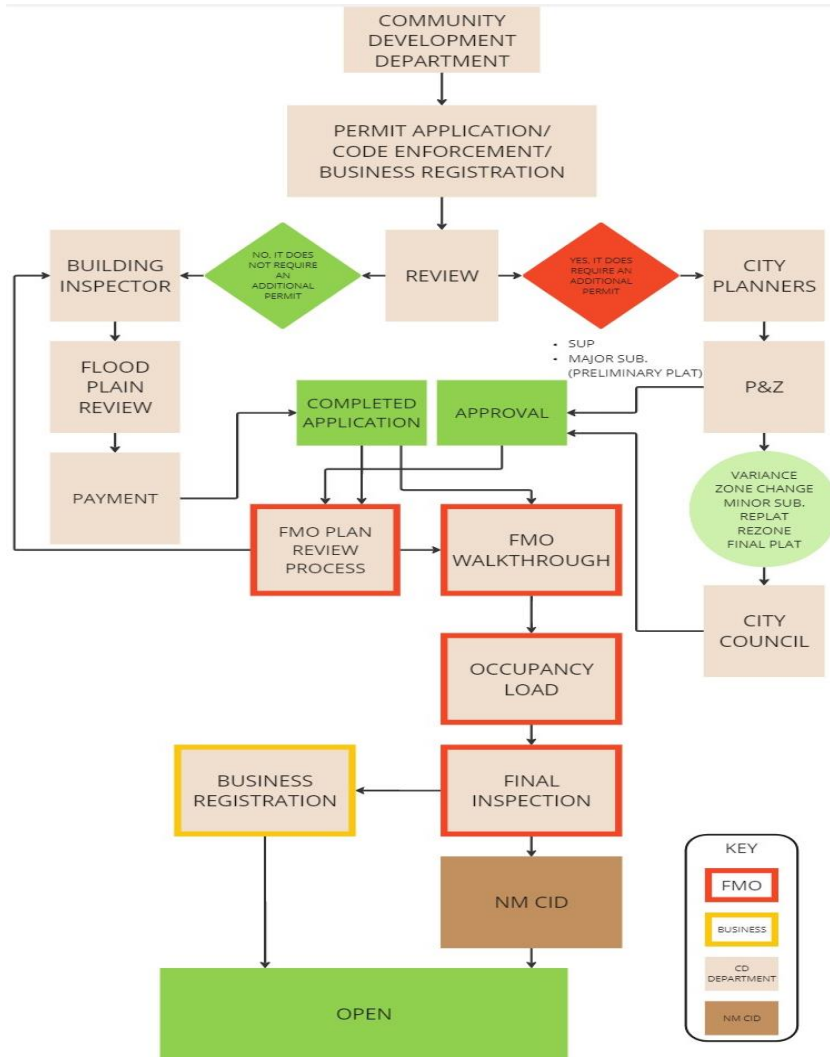 COMMUNITY
DEVELOPMENT
DEPARTMENT
PERMIT APPLICATION/
CODE ENFORCEMENT/
BUSINESS REGISTRATION
BUILDING
INSPECTOR
NO, IT DOES
NOT REQUIRE
AN
ADDITIONAL
PERMIT
REVIEW
YES, IT DOES
REQUIRE AN
ADDITIONAL
PERMIT
CITY
PLANNERS
FLOOD
PLAIN
REVIEW
• SUP
• MAJOR SUB.
(PRELIMINARY PLAT)
P&Z
COMPLETED
APPLICATION
APPROVAL
PAYMENT
VARIANCE
ZONE CHANGE
MINOR SUB.
REPLAT
REZONE
FINAL PLAT
FMO PLAN
REVIEW
PROCESS
FMO
WALKTHROUGH
CITY
COUNCIL
OCCUPANCY
LOAD
BUSINESS
REGISTRATION
FINAL
INSPECTION
NM CID
OPEN
KEY
FMO
BUSINESS
CD
DEPARTMENT
NM CID